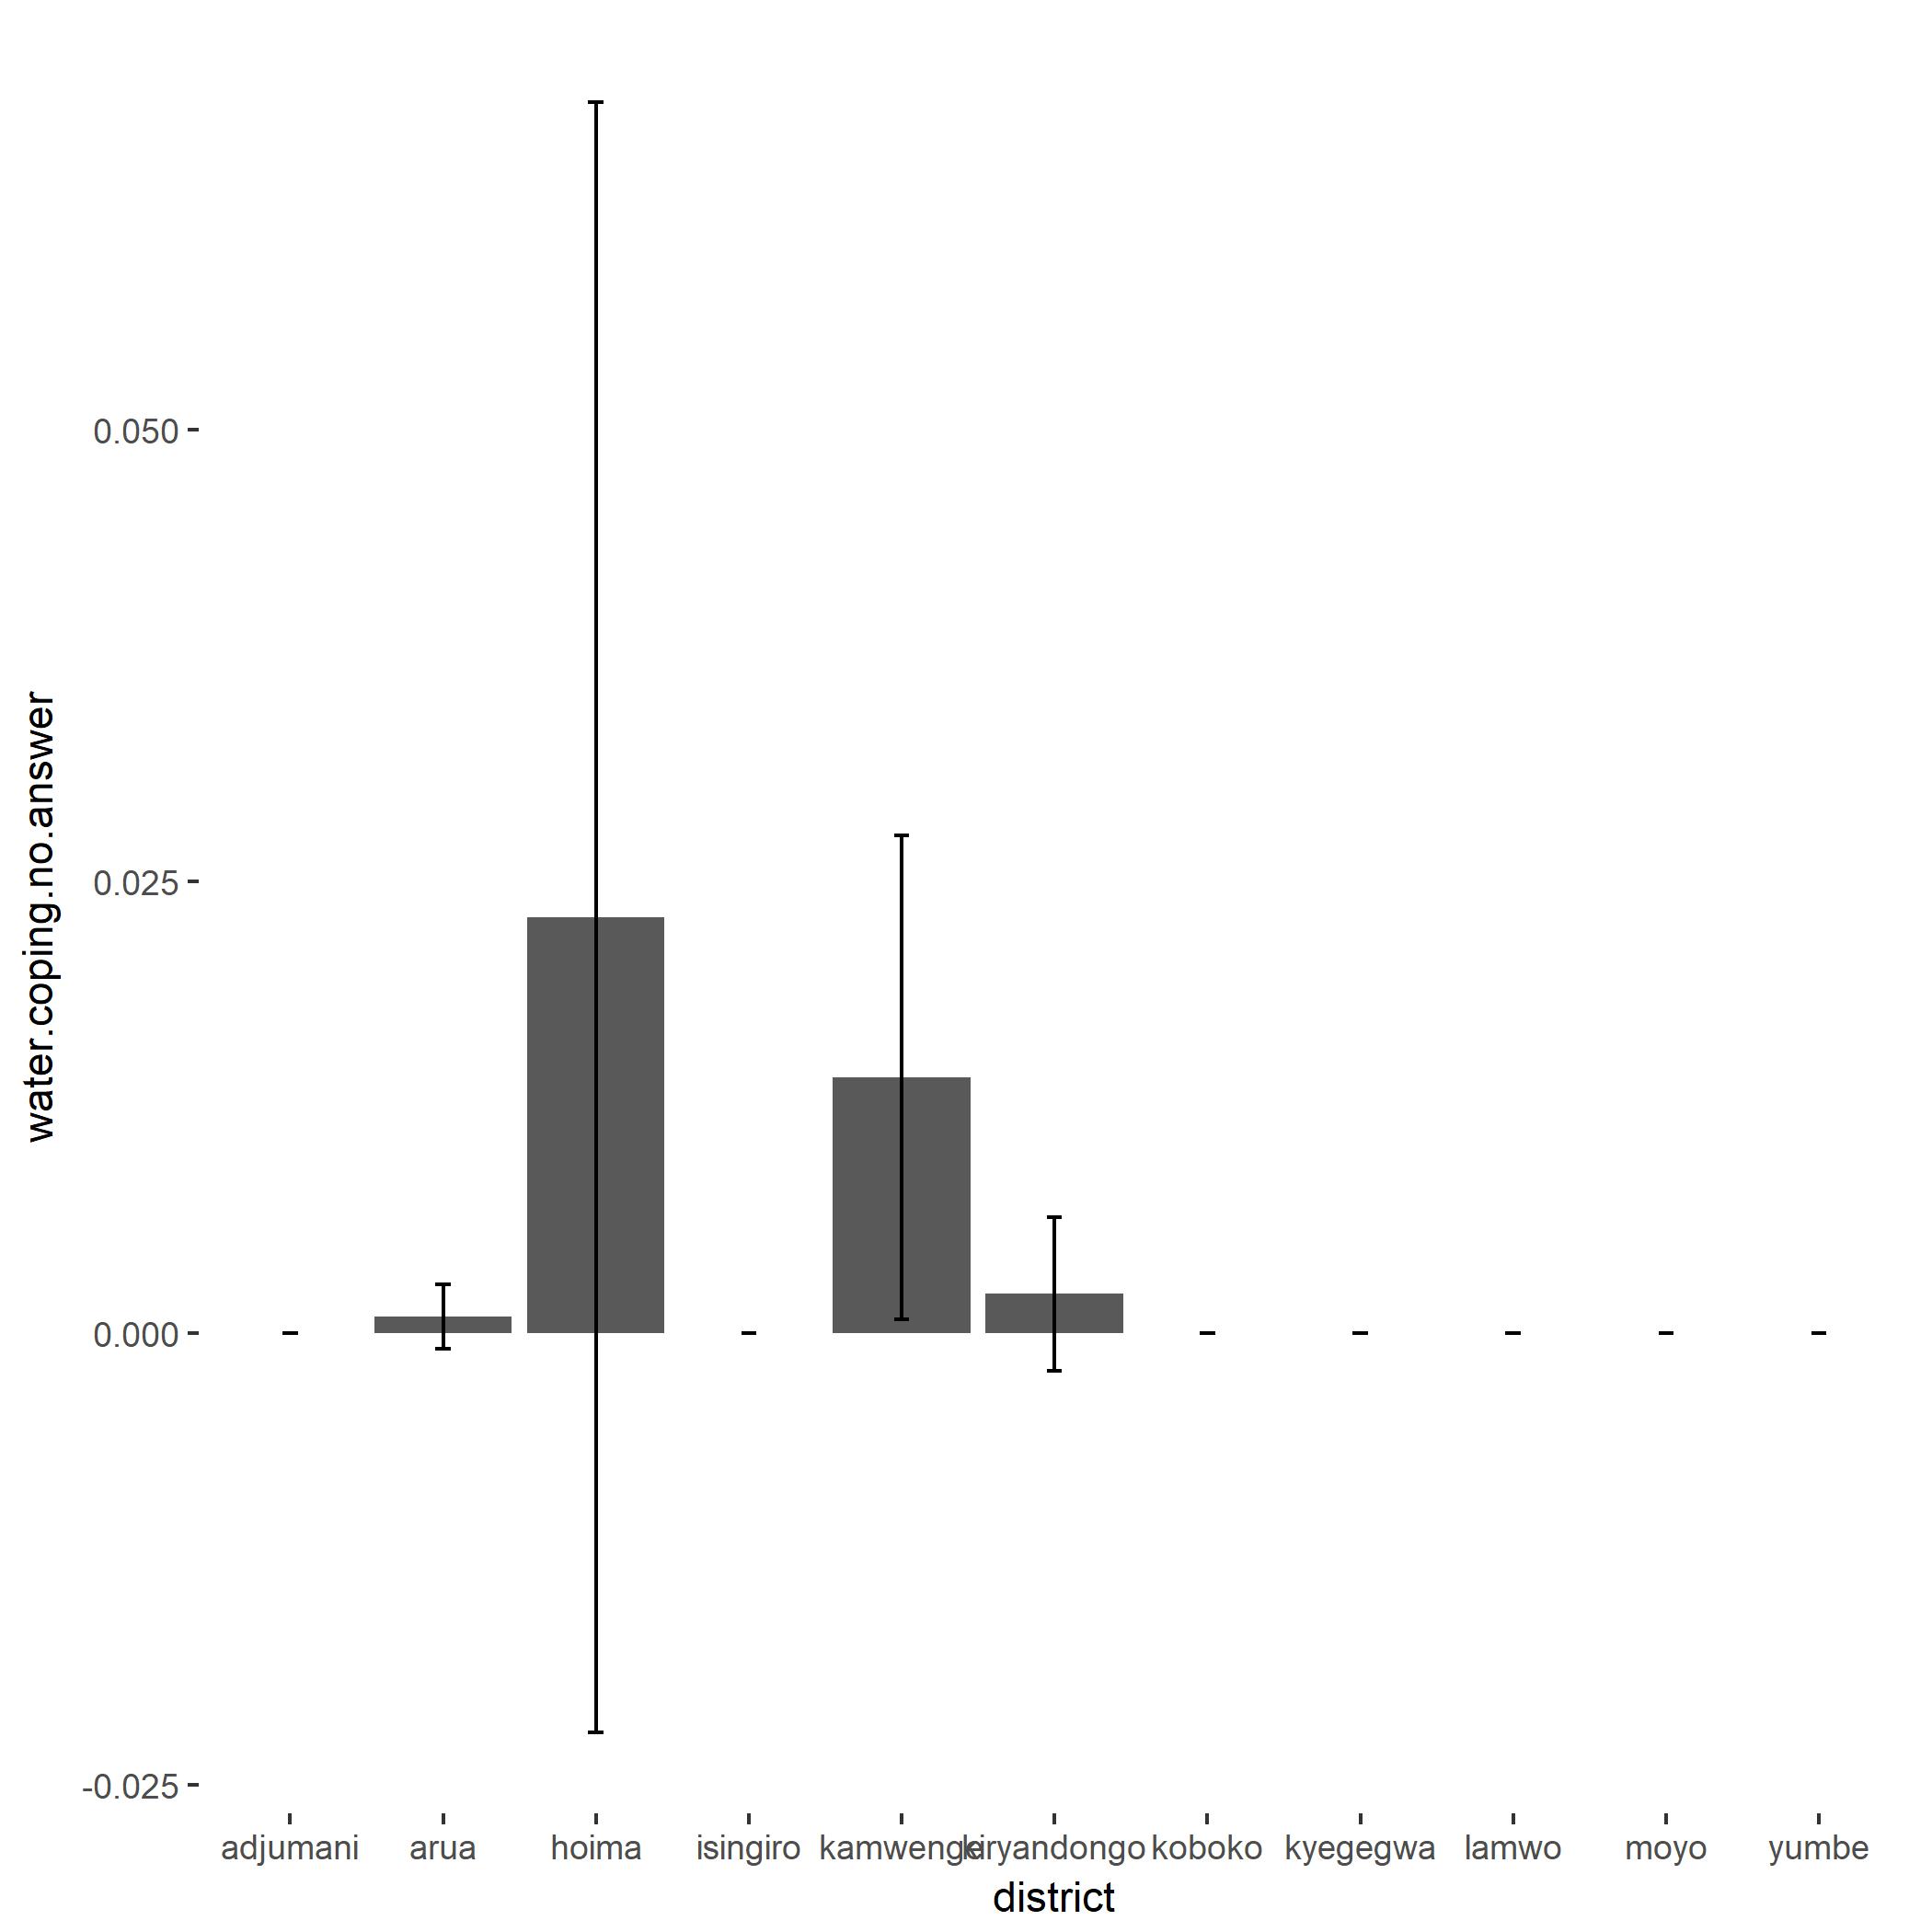 water.coping.no.answer
0.050
0.025
0.000
-0.025
adjumani arua hoima isingiro kamwenge kiryandongo koboko kyegegwa lamwo moyo yumbe
district